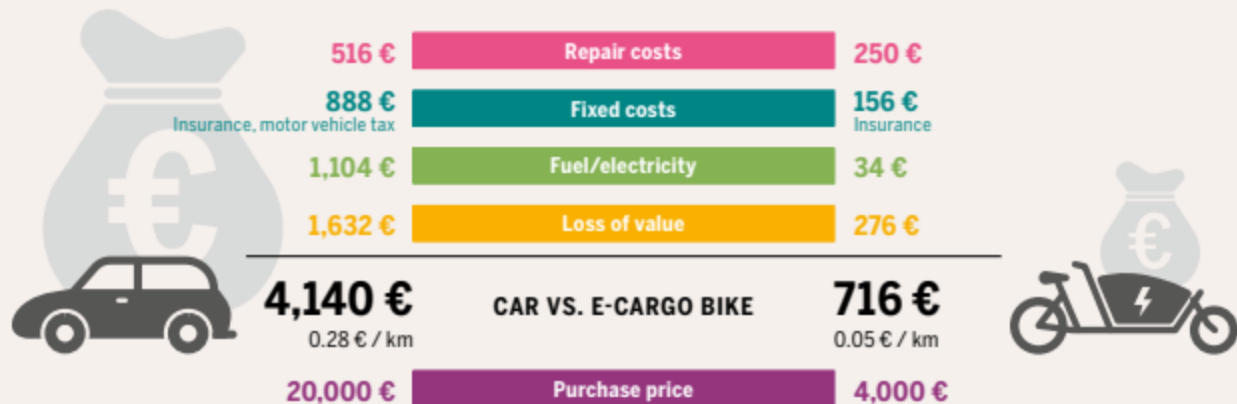 516 € Repair costs 250 €
888 € Fixed costs 156 €
Insurance, motor vehicle tax Insurance
1,104 € Fuel/electricity 34 €
1,632 € Loss of value 276 €
4,140 € CAR VS. E-CARGO BIKE 716 €
0.28 € / km 0.05 € / km
20,000 € Purchase price 4,000 €
€
€